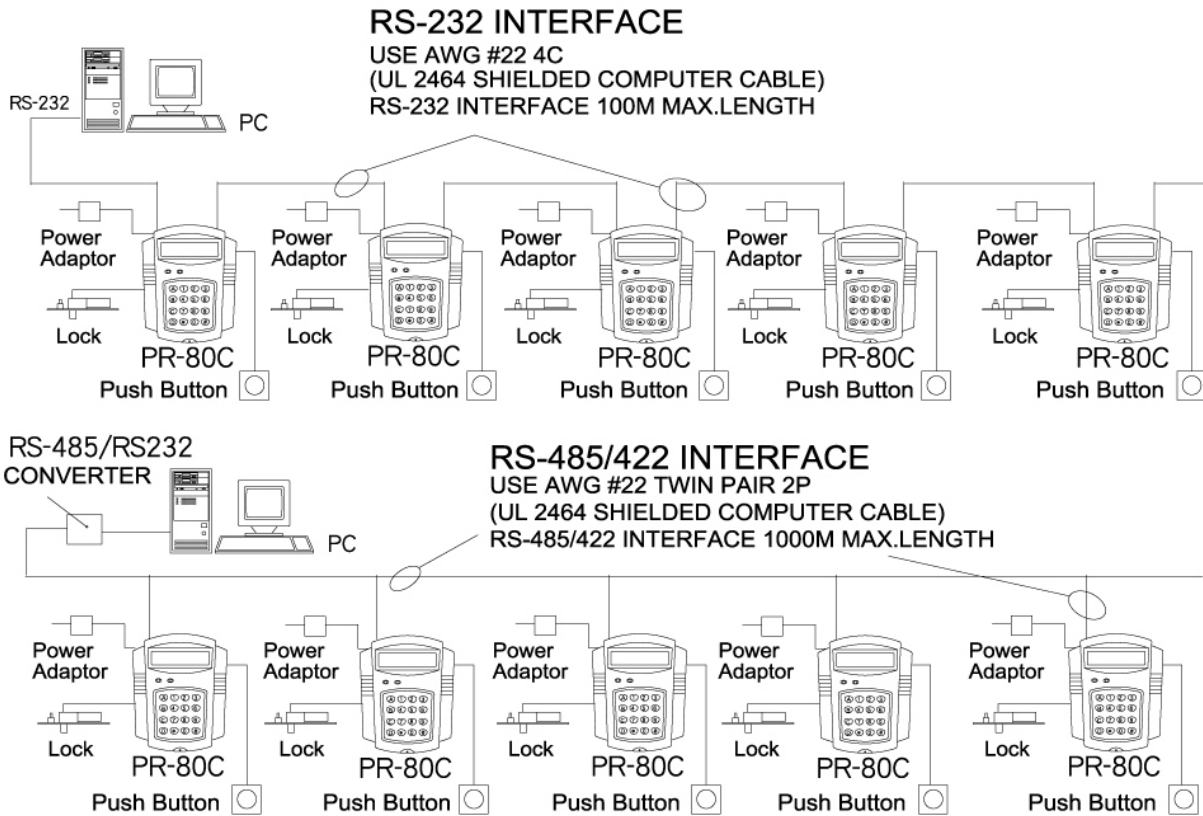 RS-232 INTERFACE
USE AWG #22 4C
(UL 2464 SHIELDED COMPUTER CABLE)
RS-232 INTERFACE 100M MAX.LENGTH
RS-232
PC
Power
Adaptor
Lock
PR-80C
Push Button
Power
Adaptor
Lock
PR-80C
Push Button
Power
Adaptor
Lock
PR-80C
Push Button
Power
Adaptor
Lock
PR-80C
Push Button
Power
Adaptor
Lock
PR-80C
Push Button
RS-485/RS232
CONVERTER
PC
RS-485/422 INTERFACE
USE AWG #22 TWIN PAIR 2P
(UL 2464 SHIELDED COMPUTER CABLE)
RS-485/422 INTERFACE 1000M MAX.LENGTH
Power
Adaptor
Lock
PR-80C
Push Button
Power
Adaptor
Lock
PR-80C
Push Button
Power
Adaptor
Lock
PR-80C
Push Button
Power
Adaptor
Lock
PR-80C
Push Button
Power
Adaptor
Lock
PR-80C
Push Button